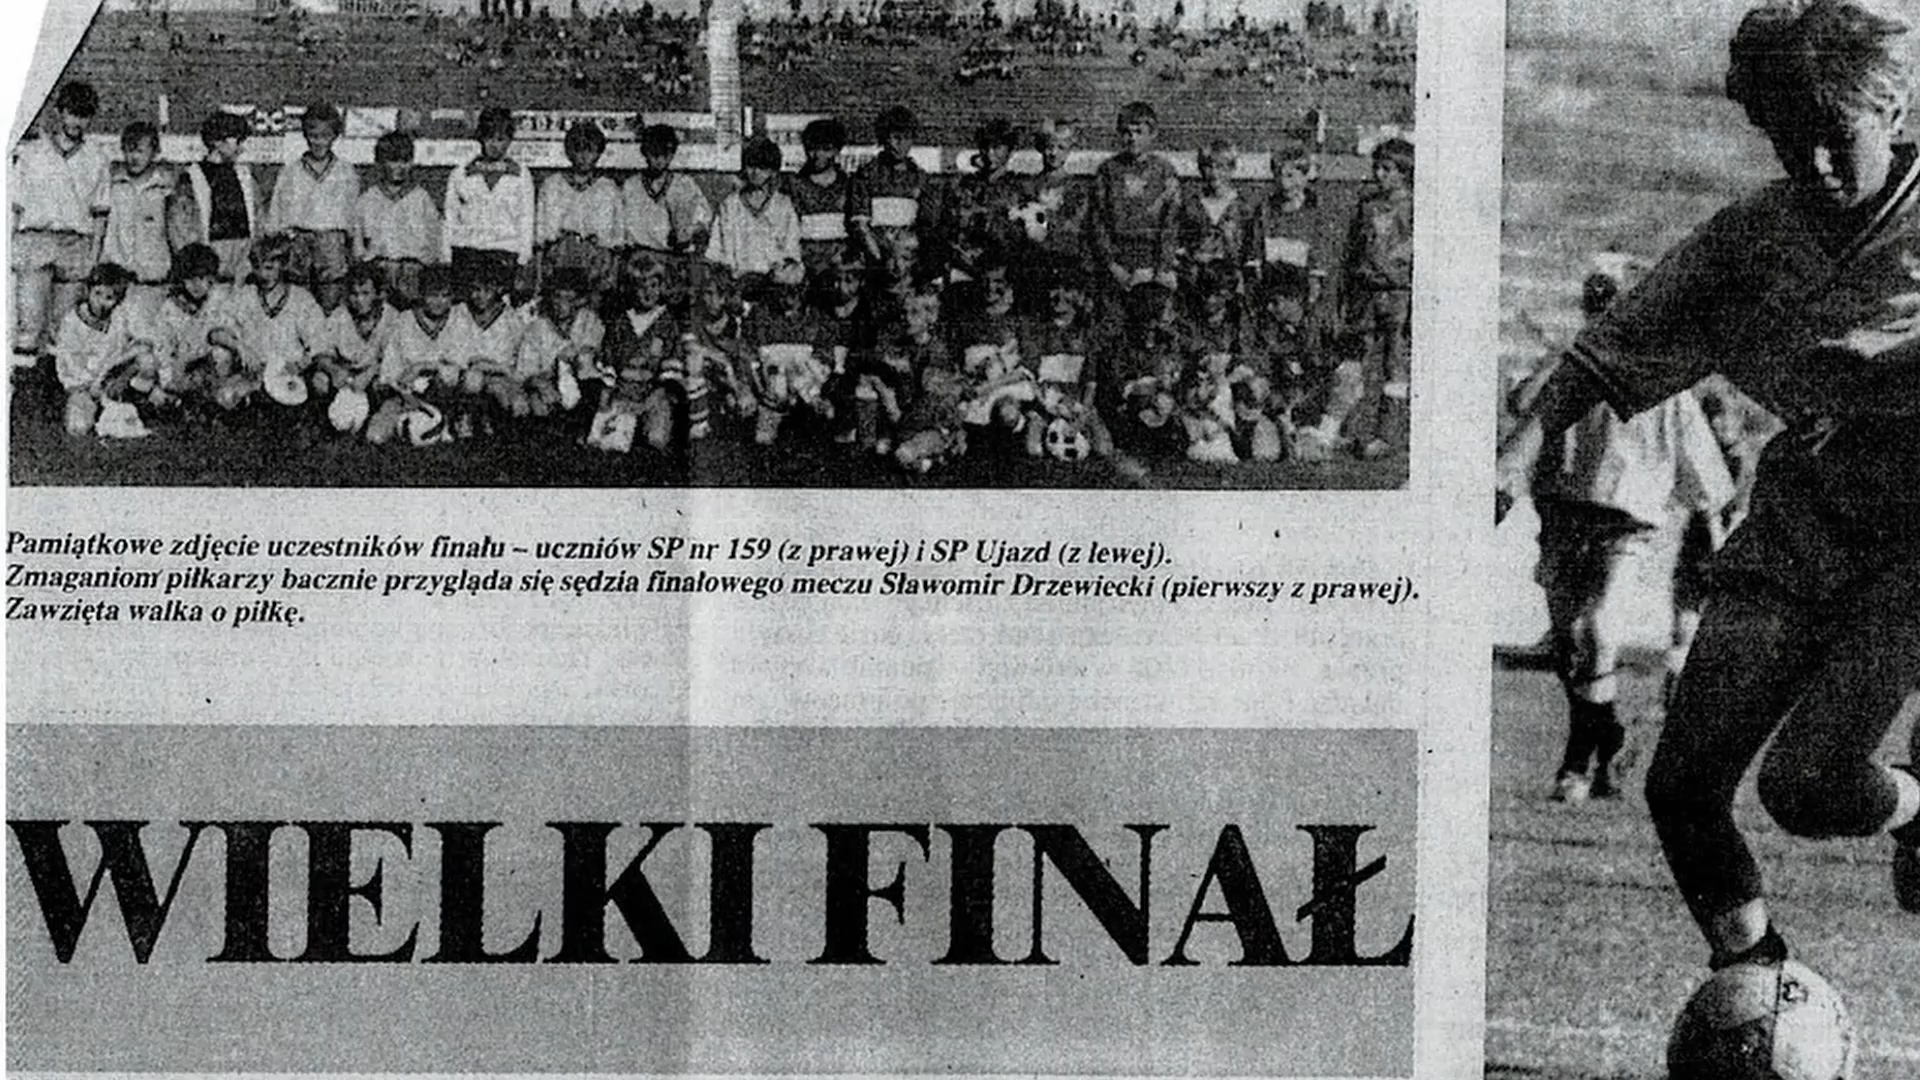 Pamiątkowe zdjęcie uczestników finału – uczniów SP nr 159 (z prawej) i SP Ujazd (z lewej).
Zmaganiom piłkarzy bacznie przygląda się sędzia finałowego meczu Sławomir Drzewiecki (pierwszy z prawej).
Zawzięta walka o piłkę.
WIELKI FINAŁ